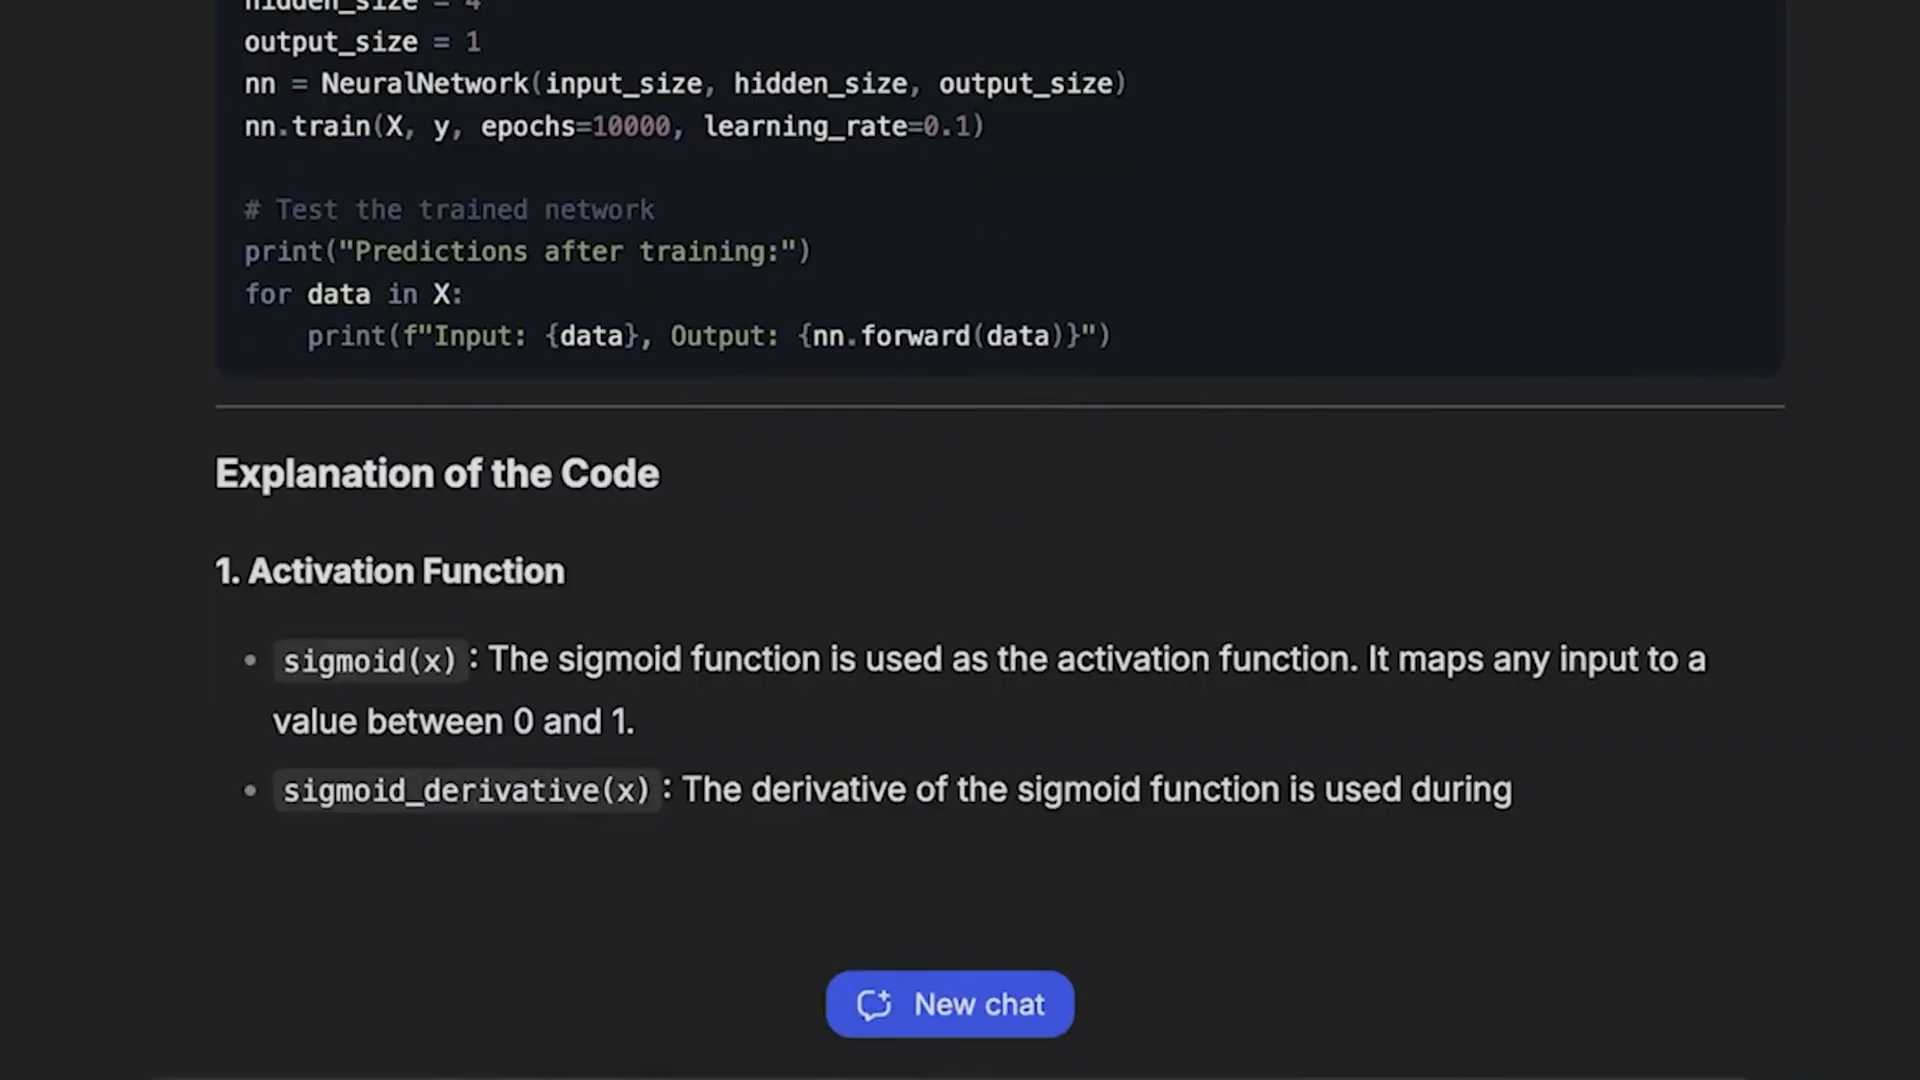 hidden_size = 4
output_size = 1
nn = NeuralNetwork(input_size, hidden_size, output_size)
nn.train(X, y, epochs=10000, learning_rate=0.1)
# Test the trained network
print("Predictions after training:")
for data in X:
    print(f"Input: {data}, Output: {nn.forward(data)}")
Explanation of the Code
1. Activation Function
• sigmoid(x) : The sigmoid function is used as the activation function. It maps any input to a
value between 0 and 1.
• sigmoid_derivative(x) : The derivative of the sigmoid function is used during
New chat